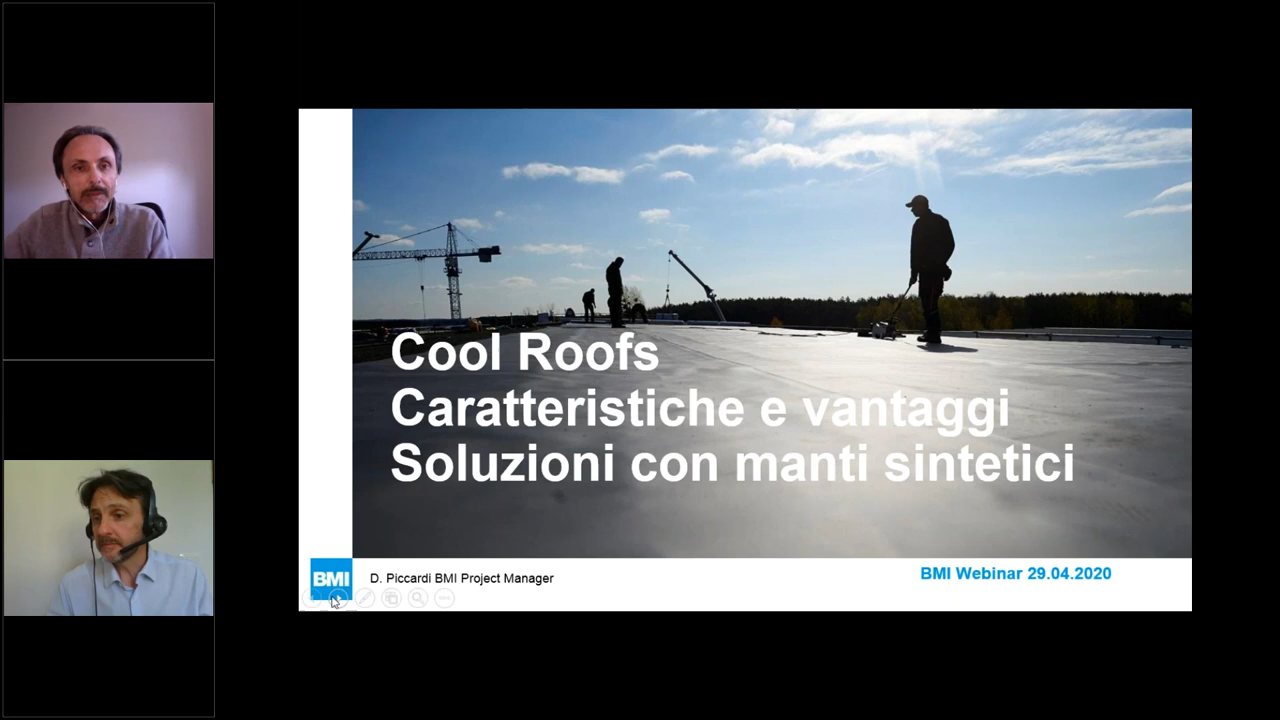 Cool Roofs
Caratteristiche e vantaggi
Soluzioni con manti sintetici
BMI
D. Piccardi BMI Project Manager
BMI Webinar 29.04.2020